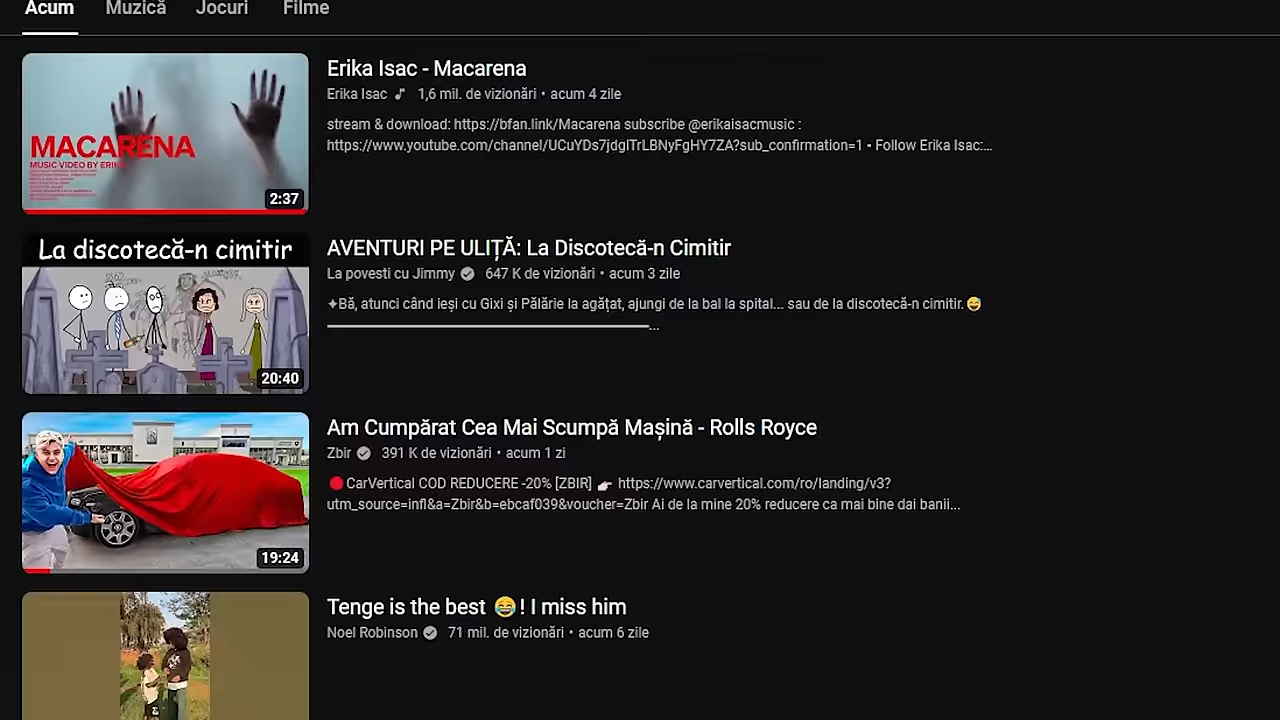 Acum Muzică Jocuri Filme
MACARENA
MUSIC VIDEO BY ERIKA
2:37
Erika Isac - Macarena
Erika Isac 1,6 mil. de vizionări • acum 4 zile
stream & download: https://bfan.link/Macarena subscribe @erikaisacmusic :
https://www.youtube.com/channel/UCuYDs7jdglTrLBNyFgHY7ZA?sub_confirmation=1 • Follow Erika Isac:...
La discotecă-n cimitir
20:40
AVENTURI PE ULIȚĂ: La Discotecă-n Cimitir
La povesti cu Jimmy 647 K de vizionări • acum 3 zile
✦Bă, atunci când ieși cu Gixi și Pălărie la agățat, ajungi de la bal la spital... sau de la discotecă-n cimitir.😅
...
19:24
Am Cumpărat Cea Mai Scumpă Mașină - Rolls Royce
Zbir 391 K de vizionări • acum 1 zi
🔴CarVertical COD REDUCERE -20% [ZBIR] 👉 https://www.carvertical.com/ro/landing/v3?
utm_source=infl&a=Zbir&b=ebcaf039&voucher=Zbir Ai de la mine 20% reducere ca mai bine dai banii...
Tenge is the best 😂! I miss him
Noel Robinson 71 mil. de vizionări • acum 6 zile